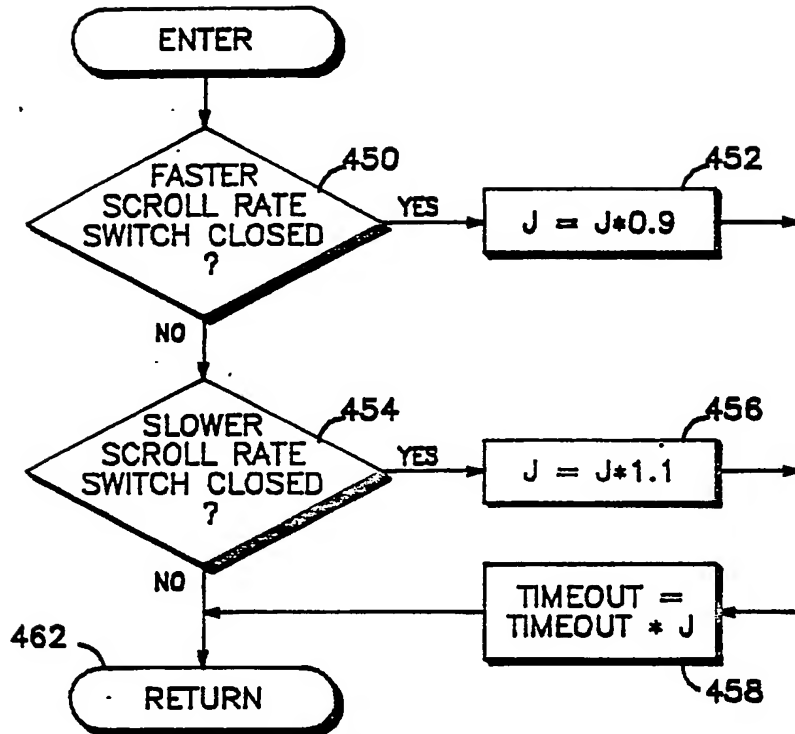 ENTER
450
FASTER
SCROLL RATE
SWITCH CLOSED
?
YES
452
J = J*0.9
NO
454
SLOWER
SCROLL RATE
SWITCH CLOSED
?
YES
456
J = J*1.1
NO
TIMEOUT =
TIMEOUT * J
458
462
RETURN